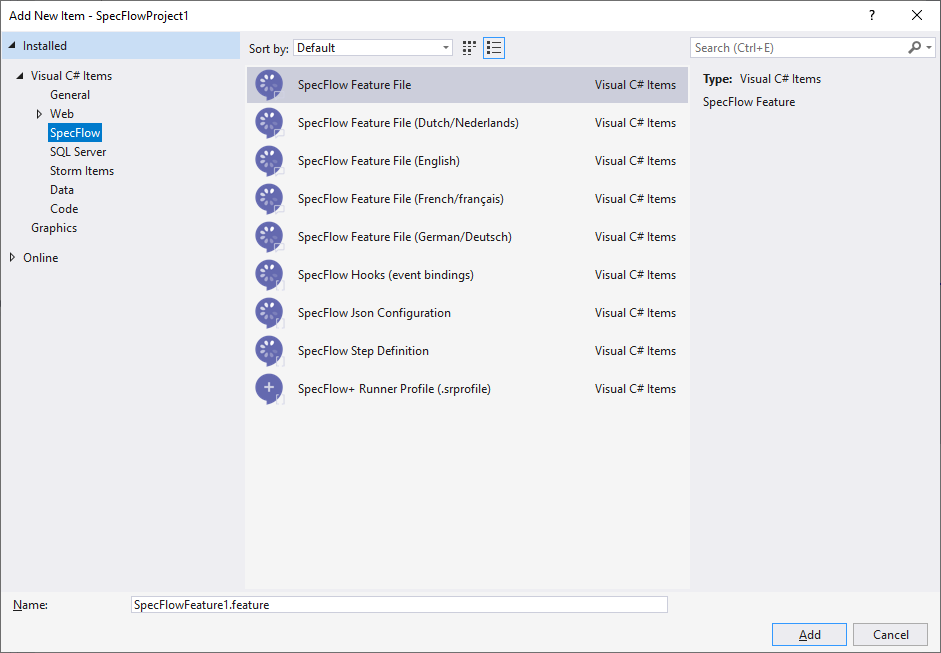 Add New Item - SpecFlowProject1
?
Installed
Sort by: Default
Search (Ctrl+E)
Visual C# Items
General
Web
SpecFlow
SQL Server
Storm Items
Data
Code
Graphics
Online
SpecFlow Feature File Visual C# Items
SpecFlow Feature File (Dutch/Nederlands) Visual C# Items
SpecFlow Feature File (English) Visual C# Items
SpecFlow Feature File (French/français) Visual C# Items
SpecFlow Feature File (German/Deutsch) Visual C# Items
SpecFlow Hooks (event bindings) Visual C# Items
SpecFlow Json Configuration Visual C# Items
SpecFlow Step Definition Visual C# Items
SpecFlow+ Runner Profile (.srprofile) Visual C# Items
Type: Visual C# Items
SpecFlow Feature
Name: SpecFlowFeature1.feature
Add Cancel